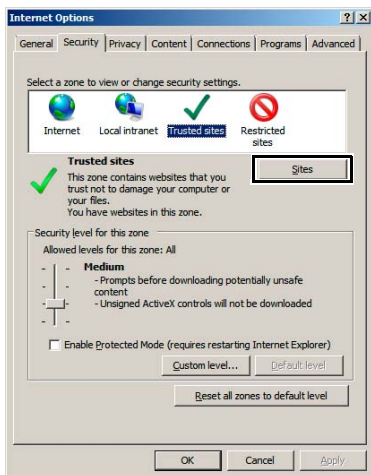 Internet Options
General Security Privacy Content Connections Programs Advanced
Select a zone to view or change security settings.
Internet Local intranet Trusted sites Restricted
sites
Trusted sites
Sites
This zone contains websites that you
trust not to damage your computer or
your files.
You have websites in this zone.
Security level for this zone
Allowed levels for this zone: All
Medium
- Prompts before downloading potentially unsafe
content
- Unsigned ActiveX controls will not be downloaded
Enable Protected Mode (requires restarting Internet Explorer)
Custom level... Default level
Reset all zones to default level
OK Cancel Apply